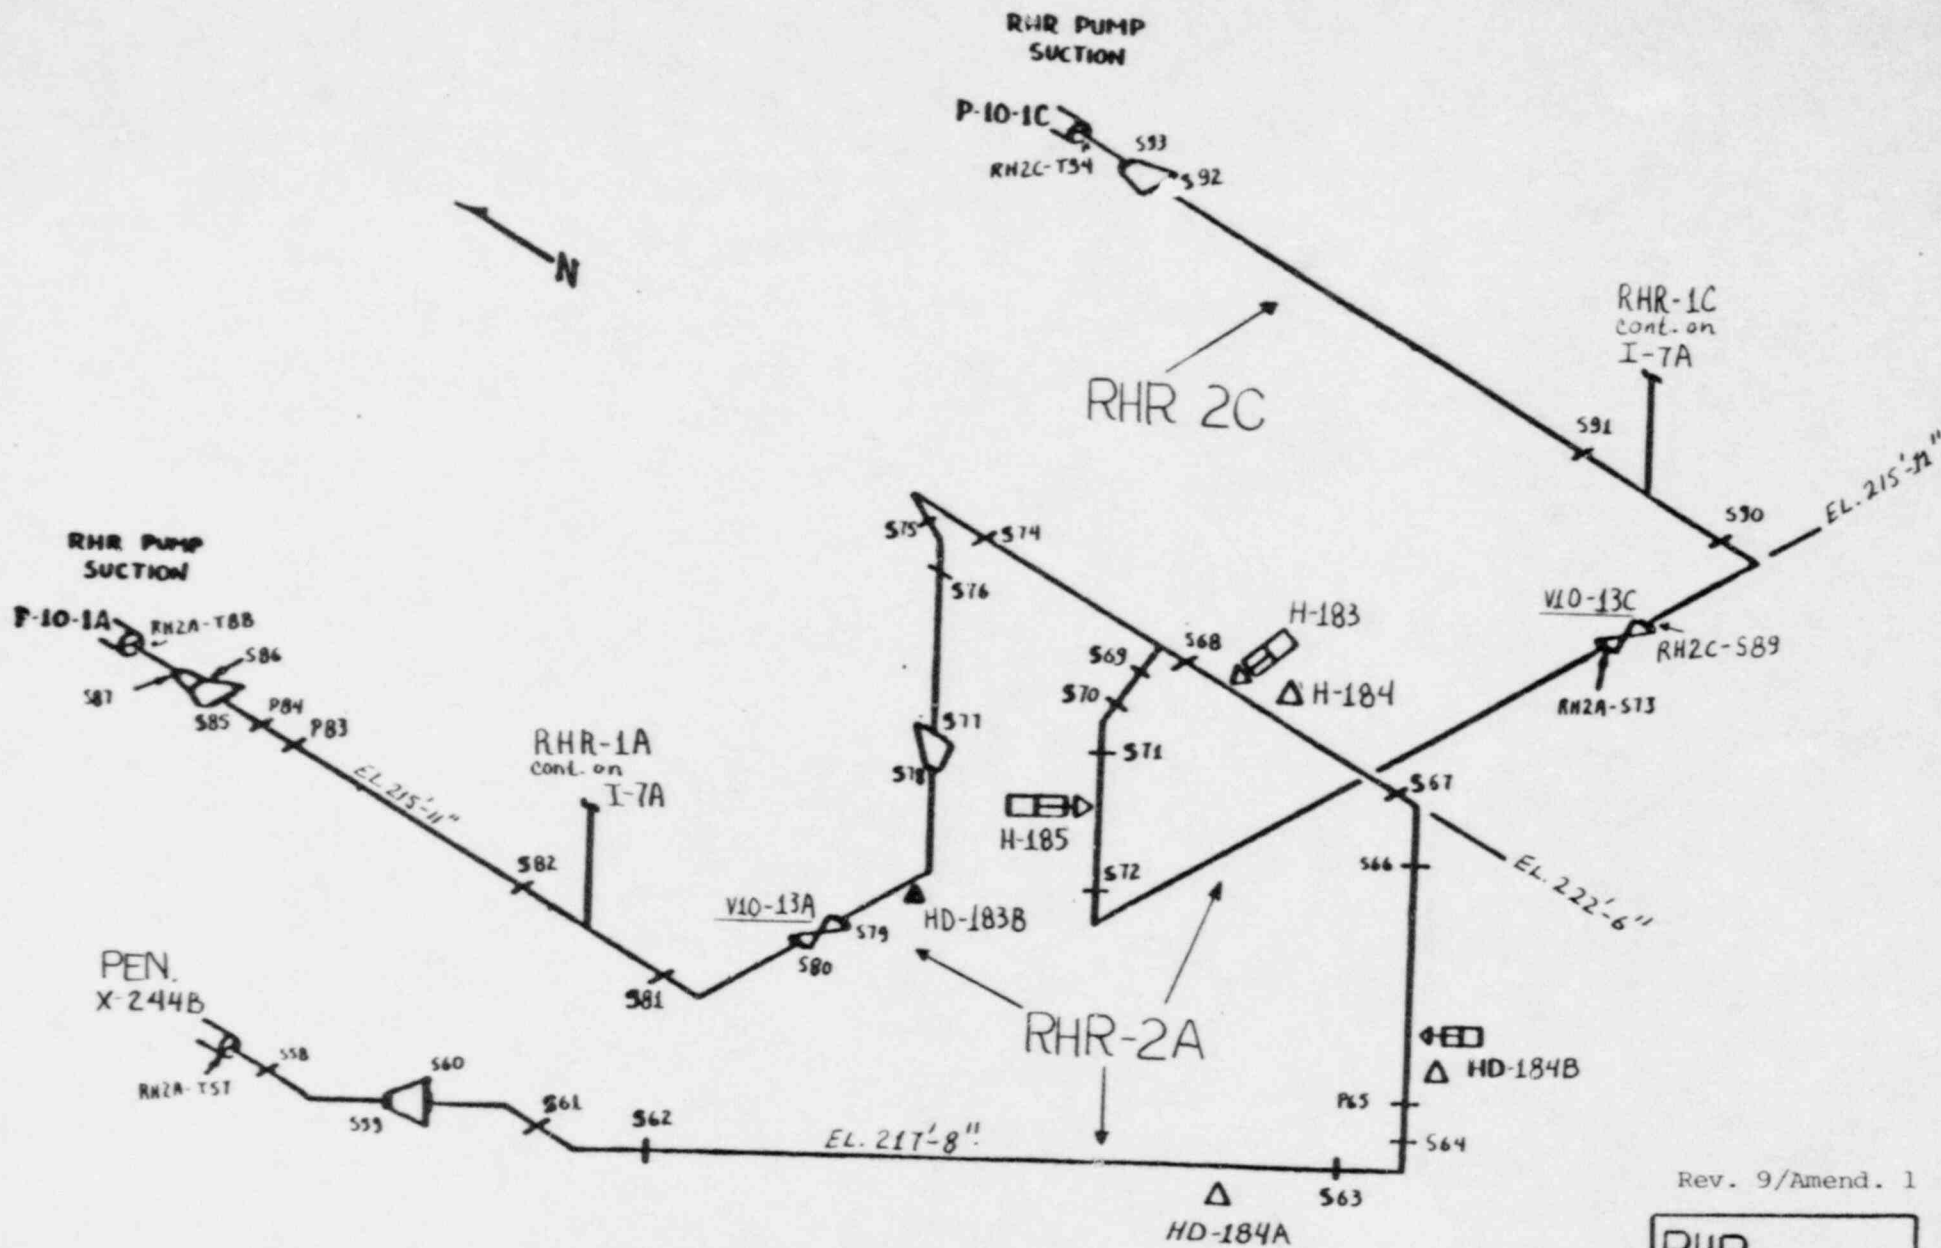 RHR PUMP
SUCTION
P-10-1C
RH2C-T94
S93
S92
N
RHR 2C
RHR-1C
cont. on
I-7A
S91
S90
EL. 215'-11"
V10-13C
RH2C-S89
RH2A-S73
S75
S74
S76
H-183
H-184
S68
S69
S70
S71
S77
S78
H-185
S72
S67
S66
EL. 222'-6"
RHR PUMP
SUCTION
P-10-1A
RH2A-T88
S86
S87
S85
P84
P83
EL 215'-11"
RHR-1A
cont. on
I-7A
S82
V10-13A
S79
S80
HD-183B
S81
RHR-2A
PEN.
X-244B
RH2A-T57
S58
S60
S59
S61
S62
EL. 217'-8"
HD-184B
P65
S64
S63
HD-184A
Rev. 9/Amend. 1
RHR